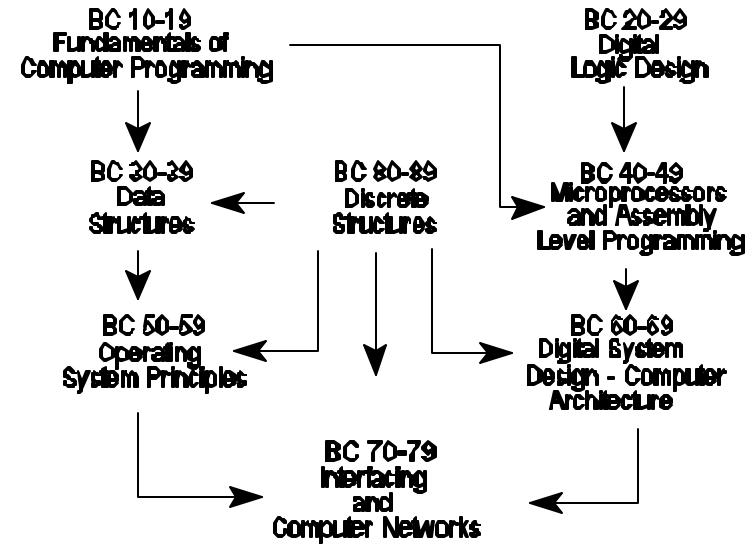 BC 10-19
Fundamentals of
Computer Programming
BC 20-29
Digital
Logic Design
BC 30-39
Data
Structures
BC 80-89
Discrete
Structures
BC 40-49
Microprocessors
and Assembly
Level Programming
BC 50-59
Operating
System Principles
BC 60-69
Digital System
Design - Computer
Architecture
BC 70-79
Interfacing
and
Computer Networks